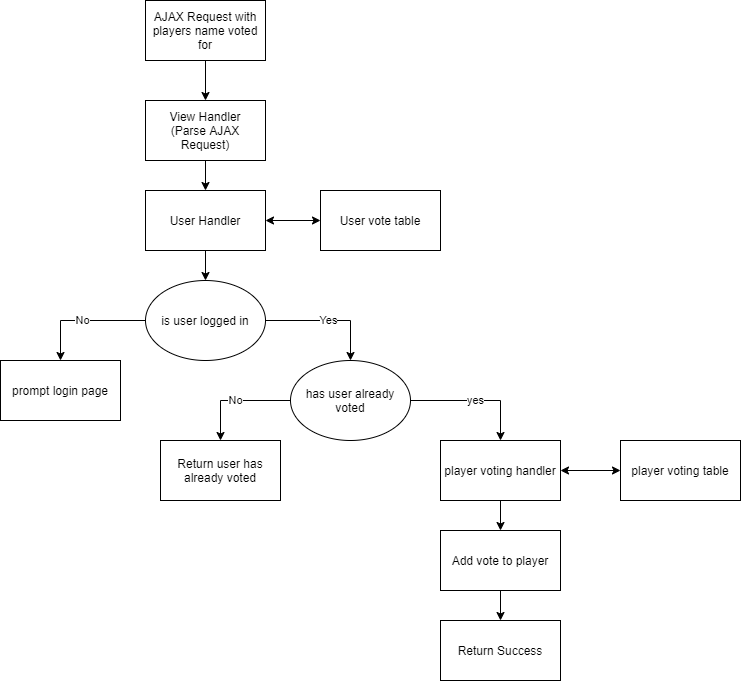 AJAX Request with
players name voted
for
View Handler
(Parse AJAX
Request)
User Handler
User vote table
is user logged in
No
Yes
prompt login page
has user already
voted
No
yes
Return user has
already voted
player voting handler
player voting table
Add vote to player
Return Success